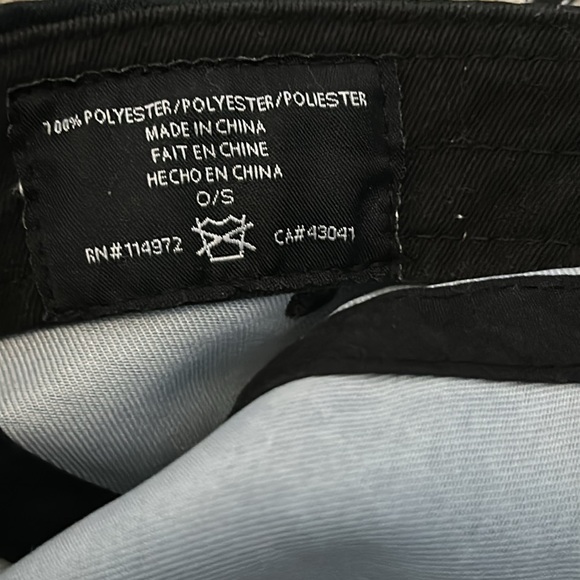 100% POLYESTER/POLYESTER/POLIESTER
MADE IN CHINA
FAIT EN CHINE
HECHO EN CHINA
O/S
RN#114972 CA#43041